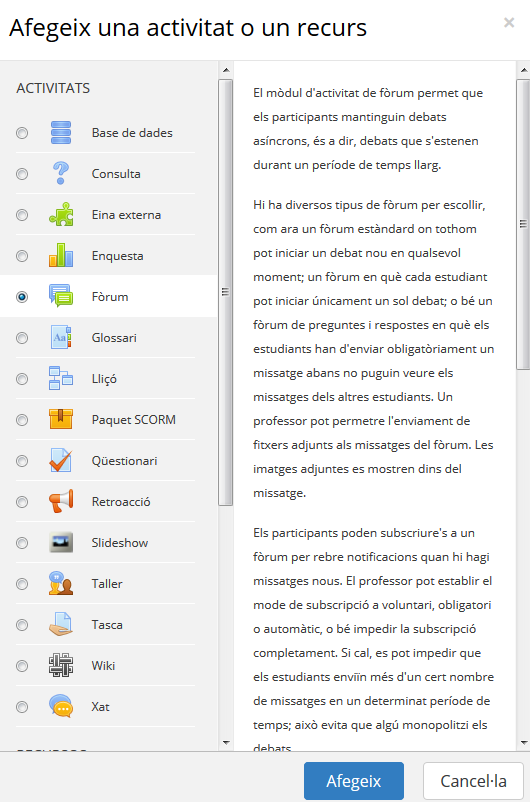 Afegeix una activitat o un recurs
×
ACTIVITATS
Base de dades
Consulta
Eina externa
Enquesta
Fòrum
Glossari
Lliçó
Paquet SCORM
Qüestionari
Retroacció
Slideshow
Taller
Tasca
Wiki
Xat
RECURSOS
El mòdul d'activitat de fòrum permet que
els participants mantinguin debats
asíncrons, és a dir, debats que s'estenen
durant un període de temps llarg.
Hi ha diversos tipus de fòrum per escollir,
com ara un fòrum estàndard on tothom
pot iniciar un debat nou en qualsevol
moment; un fòrum en què cada estudiant
pot iniciar únicament un sol debat; o bé un
fòrum de preguntes i respostes en què els
estudiants han d'enviar obligatòriament un
missatge abans no puguin veure els
missatges dels altres estudiants. Un
professor pot permetre l'enviament de
fitxers adjunts als missatges del fòrum. Les
imatges adjuntes es mostren dins del
missatge.
Els participants poden subscriure's a un
fòrum per rebre notificacions quan hi hagi
missatges nous. El professor pot establir el
mode de subscripció a voluntari, obligatori
o automàtic, o bé impedir la subscripció
completament. Si cal, es pot impedir que
els estudiants enviïn més d'un cert nombre
de missatges en un determinat període de
temps; això evita que algú monopolitzi els
debats.
Afegeix
Cancel·la